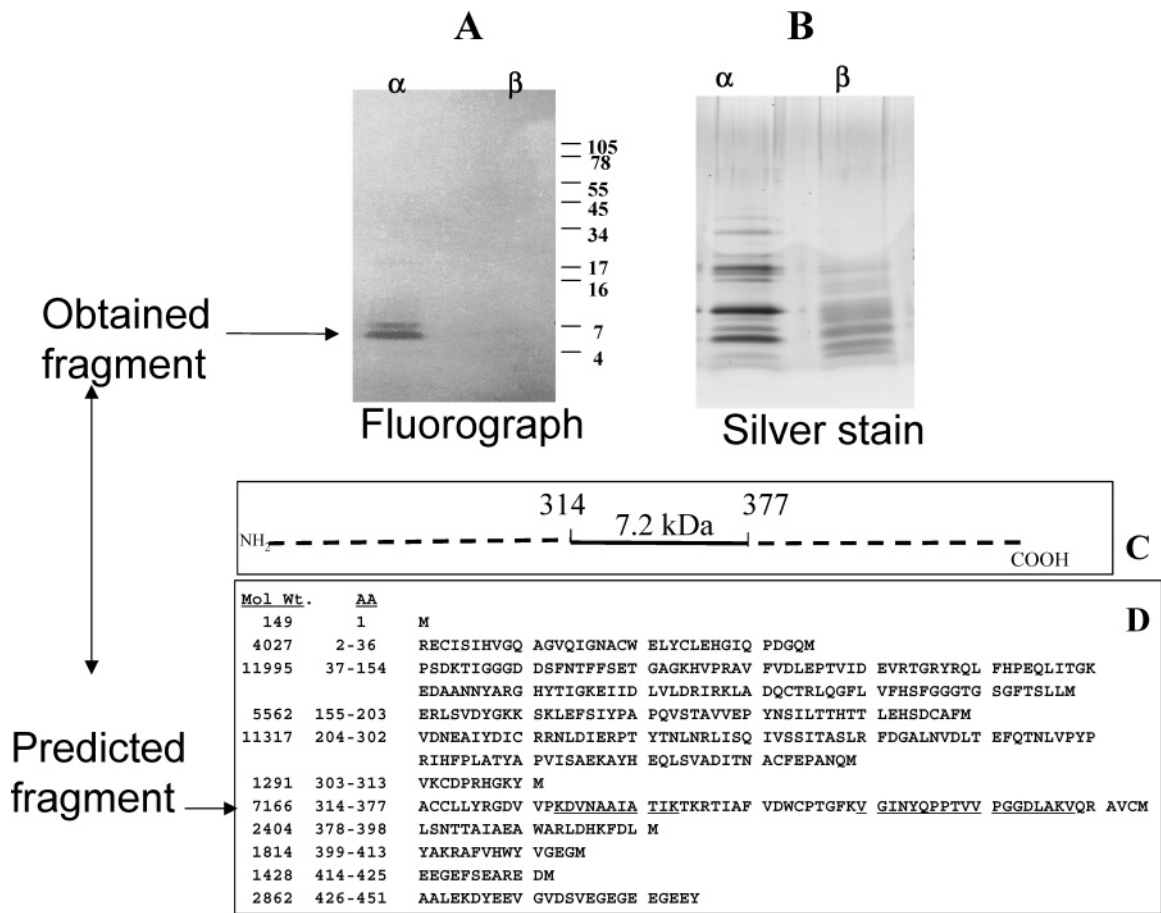 A
B
α β
α β
105
78
55
45
34
17
16
7
4
Obtained
fragment
Fluorograph
Silver stain
314 377
7.2 kDa
NH2
COOH
C
Mol Wt. AA
D
149 1 M
4027 2-36 RECISIHVGQ AGVQIGNACW ELYCLEHGIQ PDGQM
11995 37-154 PSDKTIGGGD DSFNTFFSET GAGKHVPRAV FVDLEPTVID EVRTGRYRQL FHPEQLITGK
EDAANNYARG HYTIGKEIID LVLDRIRKLA DQCTRLQGFL VFHSFGGGTG SGFTSLLM
5562 155-203 ERLSVDYGKK SKLEFSIYPA PQVSTAVVEP YNSILTTHTT LEHSDCAFM
11317 204-302 VDNEAIYDIC RRNLDIERPT YTNLNRLISQ IVSSITASLR FDGALNVDLT EFQTNLVPYP
RIHFPLATYA PVISAEKAYH EQLSVADITN ACFEPANQM
1291 303-313 VKCDPRHGKY M
7166 314-377 ACCLLYRGDV VPKDVNAAIA TIKTKRTIAF VDWCPTGFKV GINYQPPTVV PGGDLAKVQR AVCM
2404 378-398 LSNTTAIAEA WARLDHKFDL M
1814 399-413 YAKRAFVHWY VGEGM
1428 414-425 EEGEFSEARE DM
2862 426-451 AALEKDYEEV GVDSVEGEGE EGEEY
Predicted
fragment